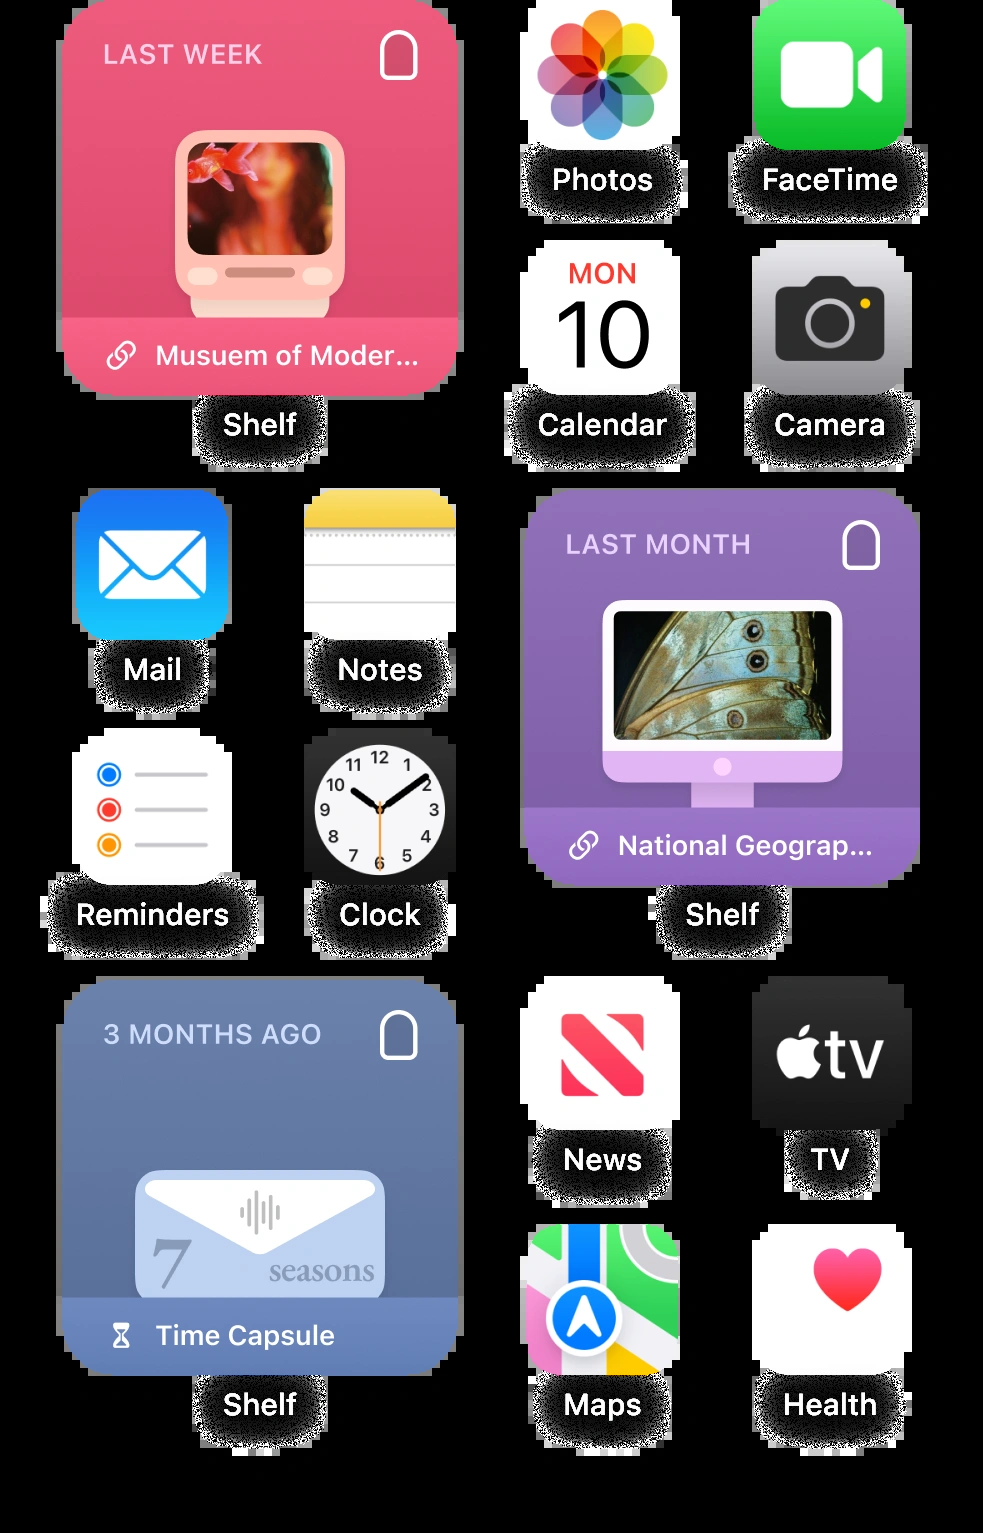 LAST WEEK
Musuem of Moder...
Shelf
Photos
FaceTime
MON
10
Calendar
Camera
Mail
Notes
LAST MONTH
National Geograp...
Shelf
Reminders
12
1
2
3
4
5
6
7
8
9
10
11
Clock
3 MONTHS AGO
7
seasons
Time Capsule
Shelf
News
tv
TV
Maps
Health